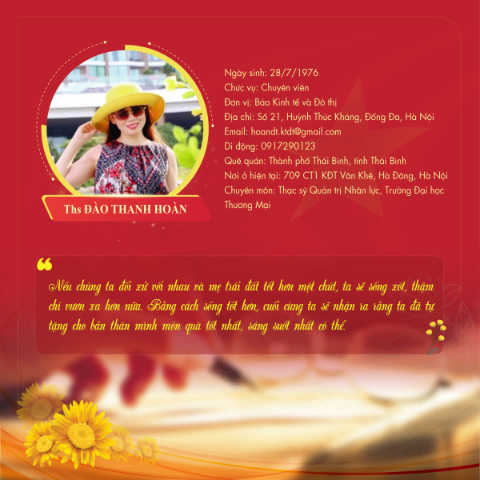 Ngày sinh: 28/7/1976
Chức vụ: Chuyên viên
Đơn vị: Báo Kinh tế và Đô thị
Địa chỉ: Số 21, Huỳnh Thúc Kháng, Đống Đa, Hà Nội
Email: hoandt.ktdt@gmail.com
Di động: 0917290123
Quê quán: Thành phố Thái Bình, tỉnh Thái Bình
Nơi ở hiện tại: 709 CT1 KĐT Văn Khê, Hà Đông, Hà Nội
Chuyên môn: Thạc sỹ Quản trị Nhân lực, Trường Đại học
Thương Mại
Ths ĐÀO THANH HOÀN
Nếu chúng ta đối xử với nhau và mẹ trái đất tốt hơn một chút, ta sẽ sống xót, thậm
chí vươn xa hơn nữa. Bằng cách sống tốt hơn, cuối cùng ta sẽ nhận ra rằng ta đã tự
tặng cho bản thân mình món quà tốt nhất, sáng suốt nhất có thể.